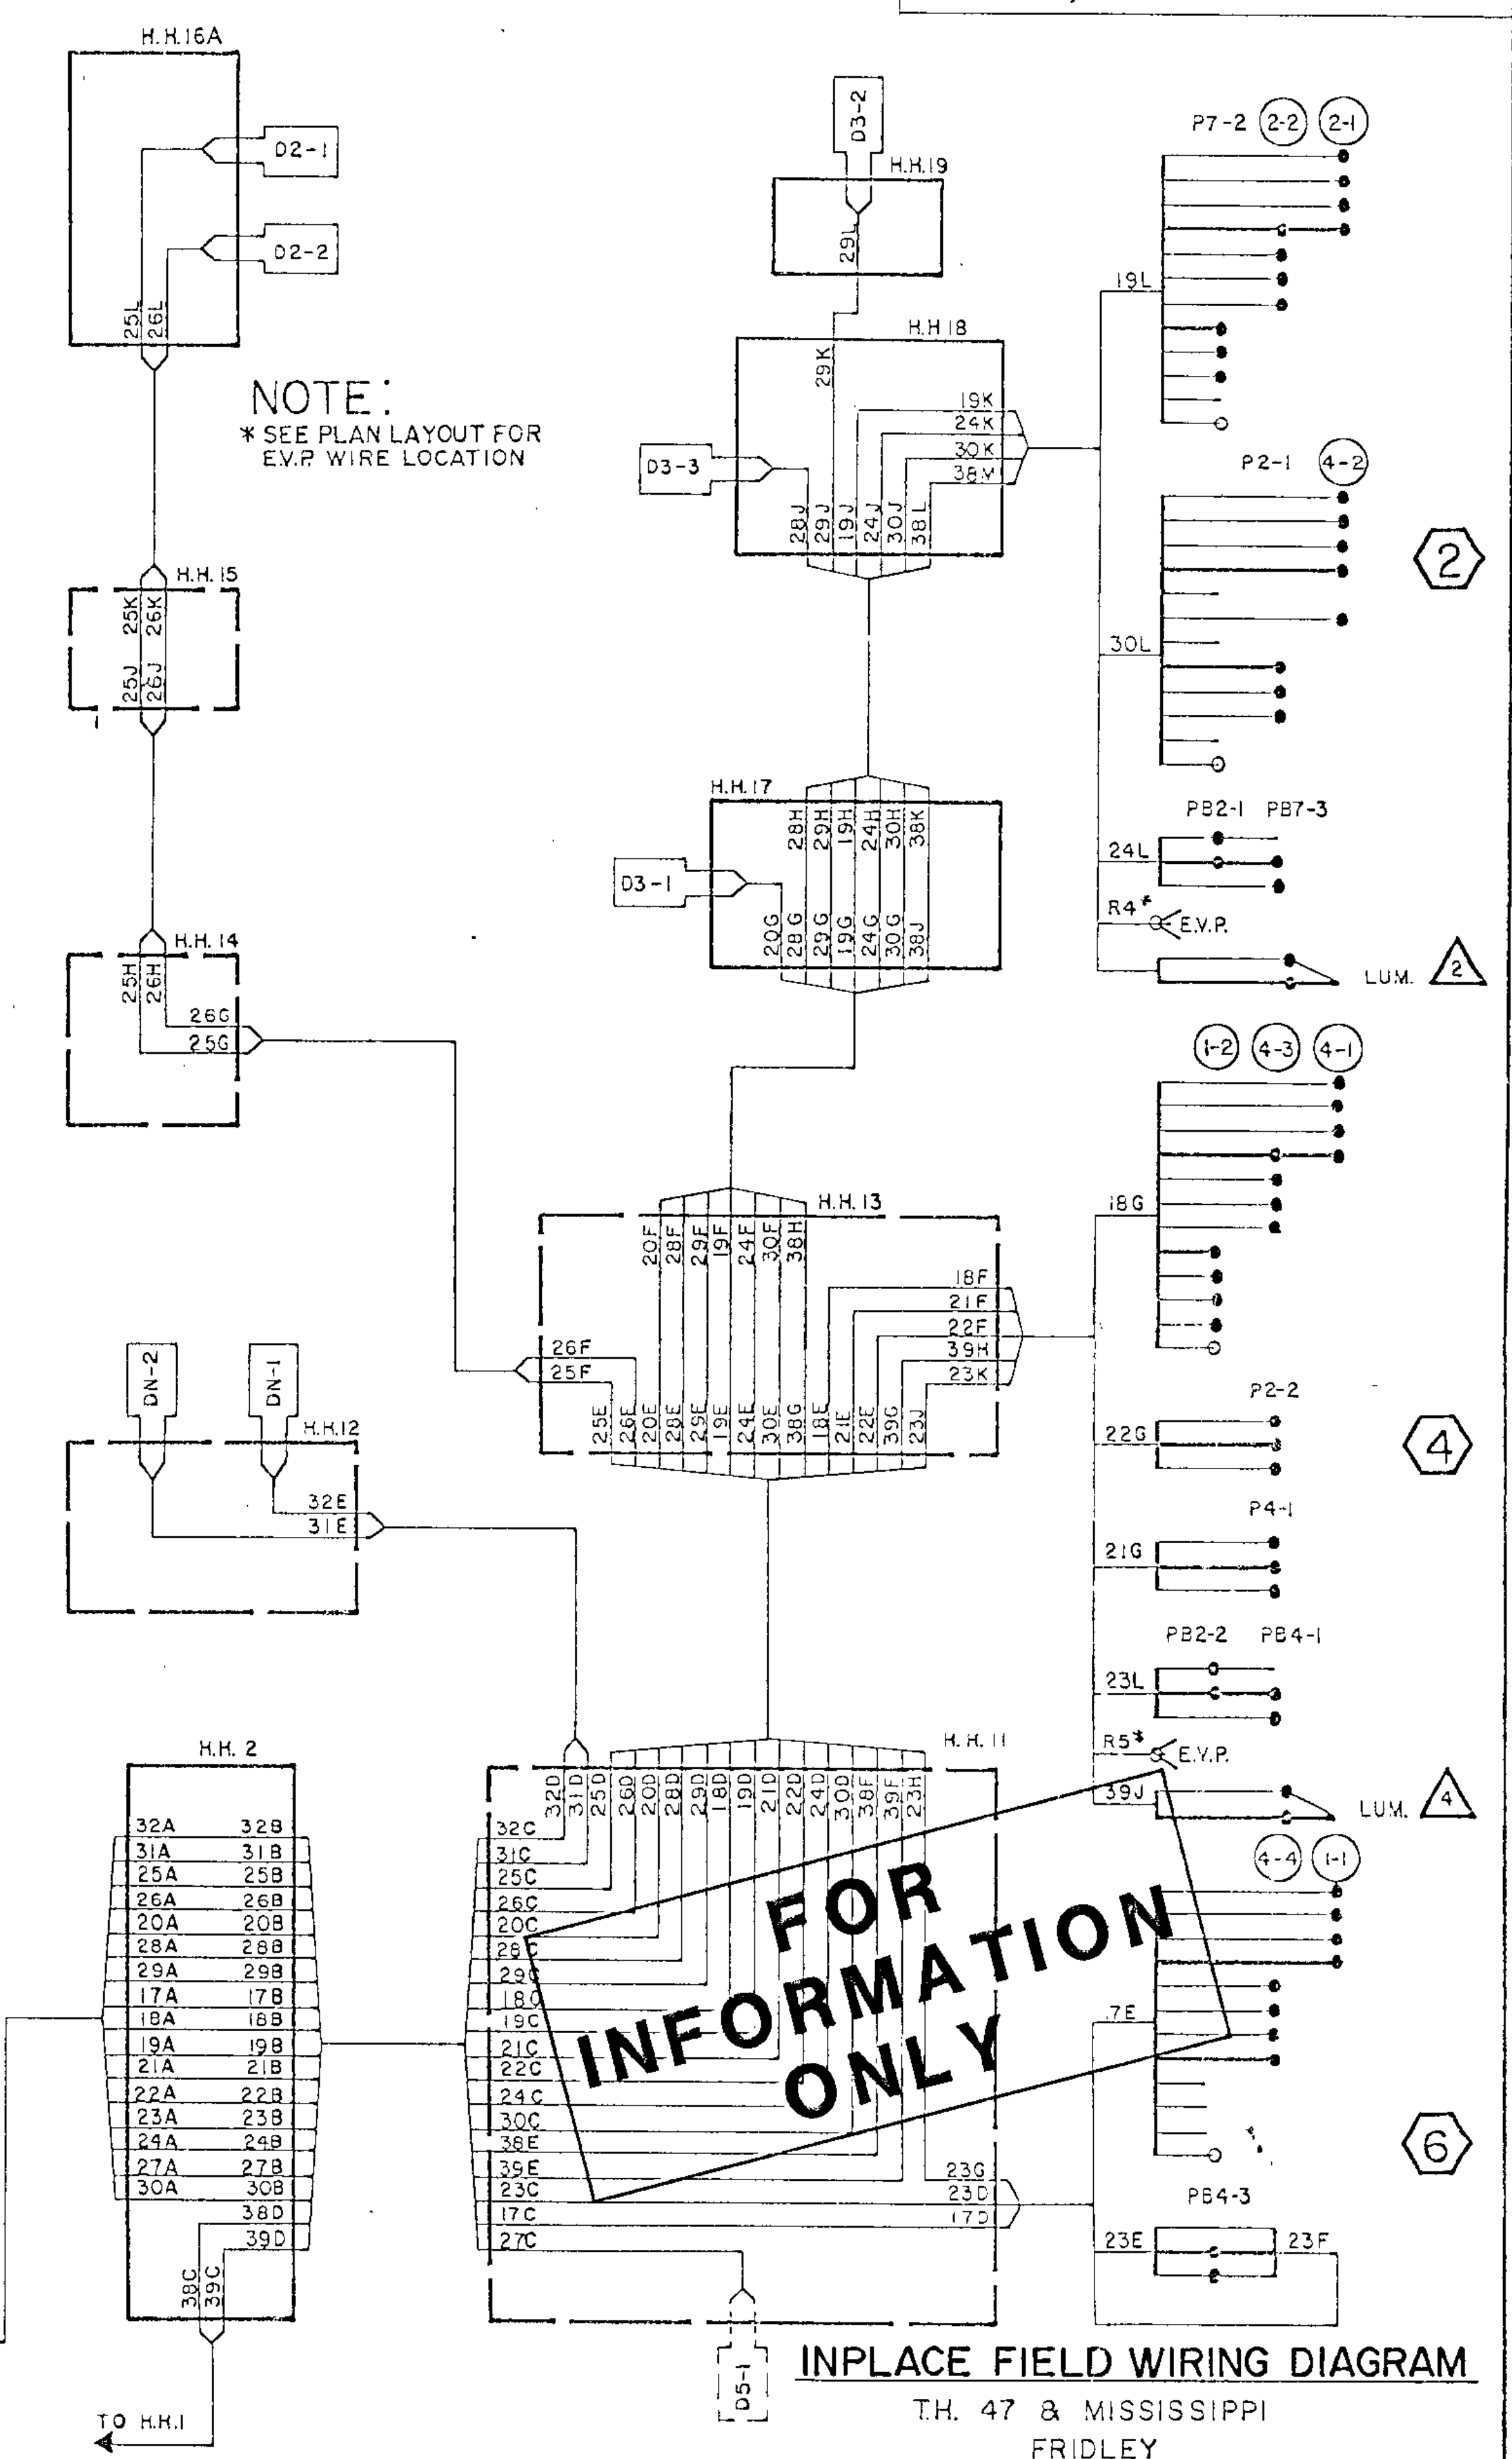 H.H.16A
D2-1
D2-2
25L
26L
NOTE:
* SEE PLAN LAYOUT FOR
E.V.P. WIRE LOCATION
H.H. 15
25K
26K
25J
26J
H.H. 14
25H
26H
26G
25G
DN-2
DN-1
H.H.12
32E
31E
D3-2
H.H.19
29L
H.H 18
29K
19K
24K
30K
38M
D3-3
28J
29J
19J
24J
30J
38L
H.H. 17
28H
29H
19H
24H
30H
38K
D3-1
20G
28G
29G
19G
24G
30G
38J
H.H. 13
20F
28F
29F
19F
24F
30F
38H
18F
21F
22F
39H
23K
26F
25F
25E
26E
20E
28E
29E
19E
24E
30E
38G
18E
21E
22E
39G
23J
P7-2 2-2 2-1
19L
P2-1 4-2
30L
2
PB2-1 PB7-3
24L
R4* E.V.P.
LUM. 2
1-2 4-3 4-1
18G
P2-2
22G
4
P4-1
21G
PB2-2 PB4-1
23L
R5* E.V.P.
39J
LUM. 4
4-4 1-1
7E
6
PB4-3
23E 23F
H.H. 2
32A 32B
31A 31B
25A 25B
26A 26B
20A 20B
28A 28B
29A 29B
17A 17B
18A 18B
19A 19B
21A 21B
22A 22B
23A 23B
24A 24B
27A 27B
30A 30B
38D
39D
38C
39C
TO H.H.1
H.H. 11
32D
31D
25D
26D
20D
28D
29D
18D
19D
21D
22D
24D
30D
38F
39F
23H
32C
31C
25C
26C
20C
28C
29C
18C
19C
21C
22C
24C
30C
38E
39E
23C
17C
27C
23G
23D
17D
D5-1
FOR
INFORMATION
ONLY
INPLACE FIELD WIRING DIAGRAM
T.H. 47 & MISSISSIPPI
FRIDLEY